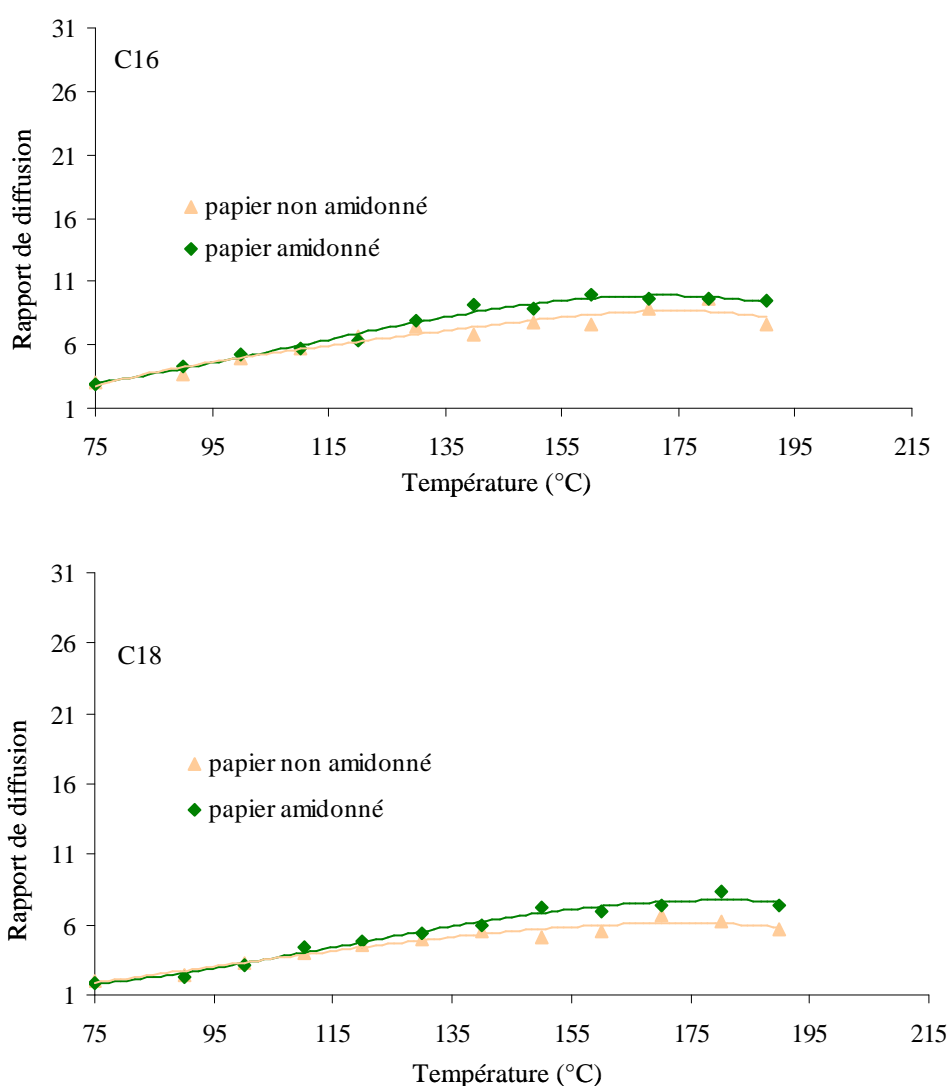 31
C16
26
21
papier non amidonné
16
papier amidonné
11
6
1
75 95 115 135 155 175 195 215
Rapport de diffusion
Température (°C)
31
26
C18
21
papier non amidonné
16
papier amidonné
11
6
1
75 95 115 135 155 175 195 215
Rapport de diffusion
Température (°C)